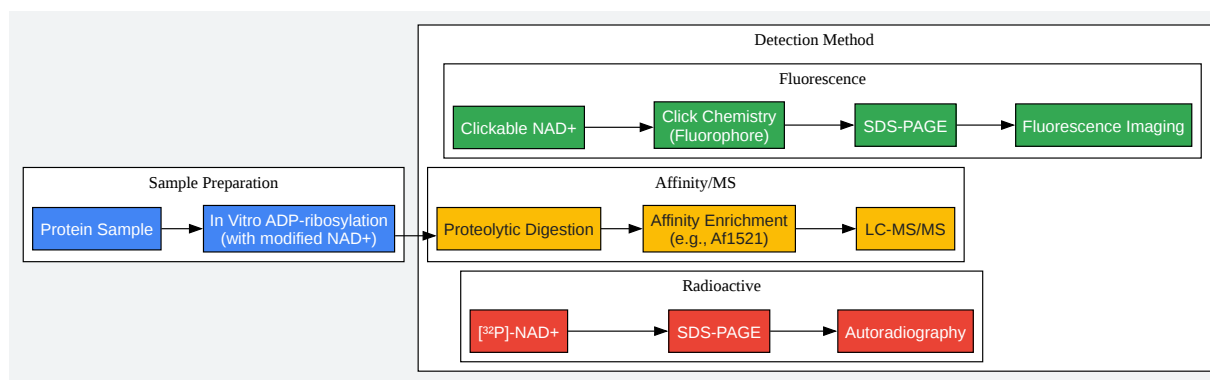 Detection Method
Fluorescence
Clickable NAD+
Click Chemistry
(Fluorophore)
SDS-PAGE
Fluorescence Imaging
Sample Preparation
Protein Sample
In Vitro ADP-ribosylation
(with modified NAD+)
Affinity/MS
Proteolytic Digestion
Affinity Enrichment
(e.g., Af1521)
LC-MS/MS
Radioactive
[³²P]-NAD+
SDS-PAGE
Autoradiography